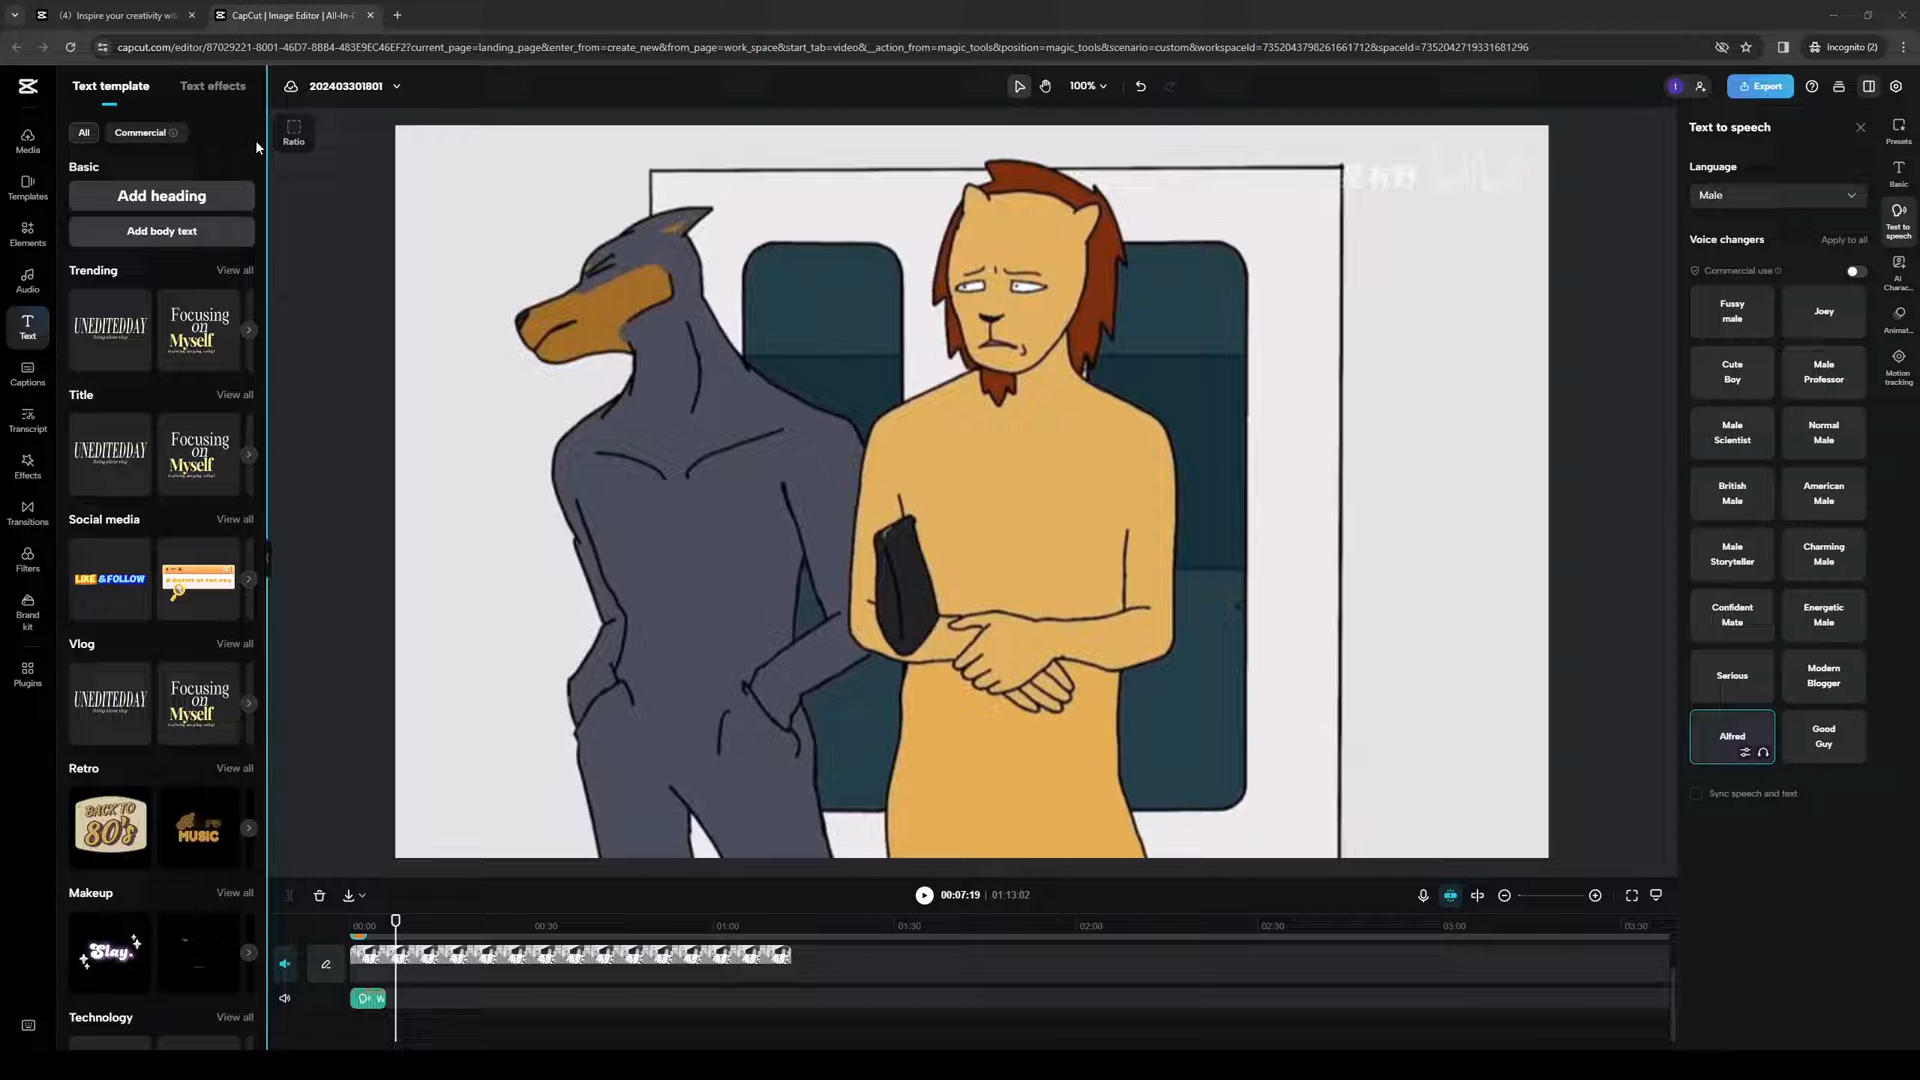 (4) Inspire your creativity with
CapCut | Image Editor | All-In-O
capcut.com/editor/87029221-8001-46D7-8BB4-483E9EC46EF2?current_page=landing_page&enter_from=create_new&from_page=work_space&start_tab=video&__action_from=magic_tools&position=magic_tools&scenario=custom&workspaceId=7352043798261661712&spaceId=7352042719331681296
Incognito (2)
Text template
Text effects
202403301801
100%
Export
All
Commercial
Ratio
Media
Templates
Elements
Audio
Text
Captions
Transcript
Effects
Transitions
Filters
Brand
kit
Plugins
Basic
Add heading
Add body text
Trending
View all
UNEDITEDDAY
Focusing
on
Myself
Title
View all
UNEDITEDDAY
Focusing
on
Myself
Social media
View all
LIKE & FOLLOW
Vlog
View all
UNEDITEDDAY
Focusing
on
Myself
Retro
View all
BACK TO
80's
MUSIC
Makeup
View all
Slay.
Technology
View all
00:07:19 | 01:13:02
00:00
00:30
01:00
01:30
02:00
02:30
03:00
03:30
W
Text to speech
Language
Male
Voice changers
Apply to all
Commercial use
Fussy
male
Joey
Cute
Boy
Male
Professor
Male
Scientist
Normal
Male
British
Male
American
Male
Male
Storyteller
Charming
Male
Confident
Mate
Energetic
Male
Serious
Modern
Blogger
Alfred
Good
Guy
Sync speech and text
Presets
Basic
Text to
speech
AI
Charac...
Animat...
Motion
tracking